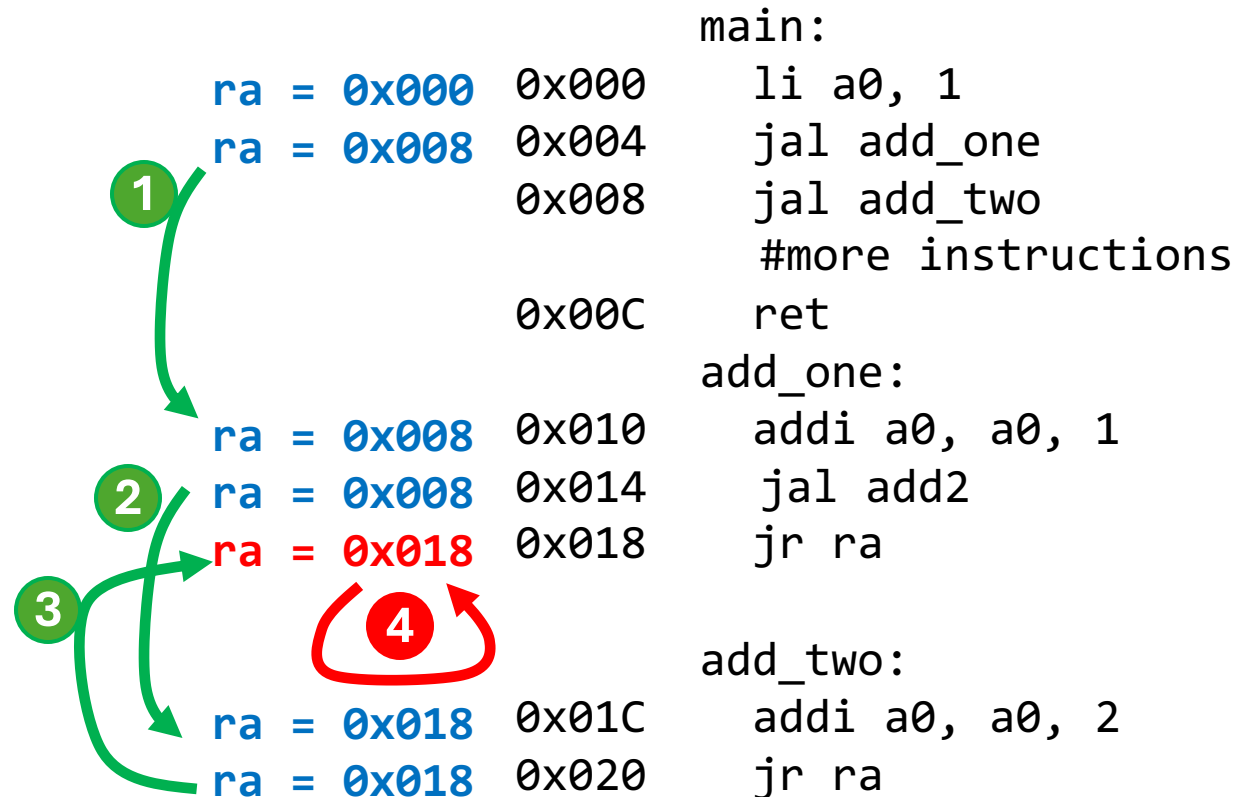 main:
ra = 0x000 0x000 li a0, 1
ra = 0x008 0x004 jal add_one
1
0x008 jal add_two
#more instructions
0x00C ret
add_one:
ra = 0x008 0x010 addi a0, a0, 1
2
ra = 0x008 0x014 jal add2
ra = 0x018 0x018 jr ra
3
4
add_two:
ra = 0x018 0x01C addi a0, a0, 2
ra = 0x018 0x020 jr ra